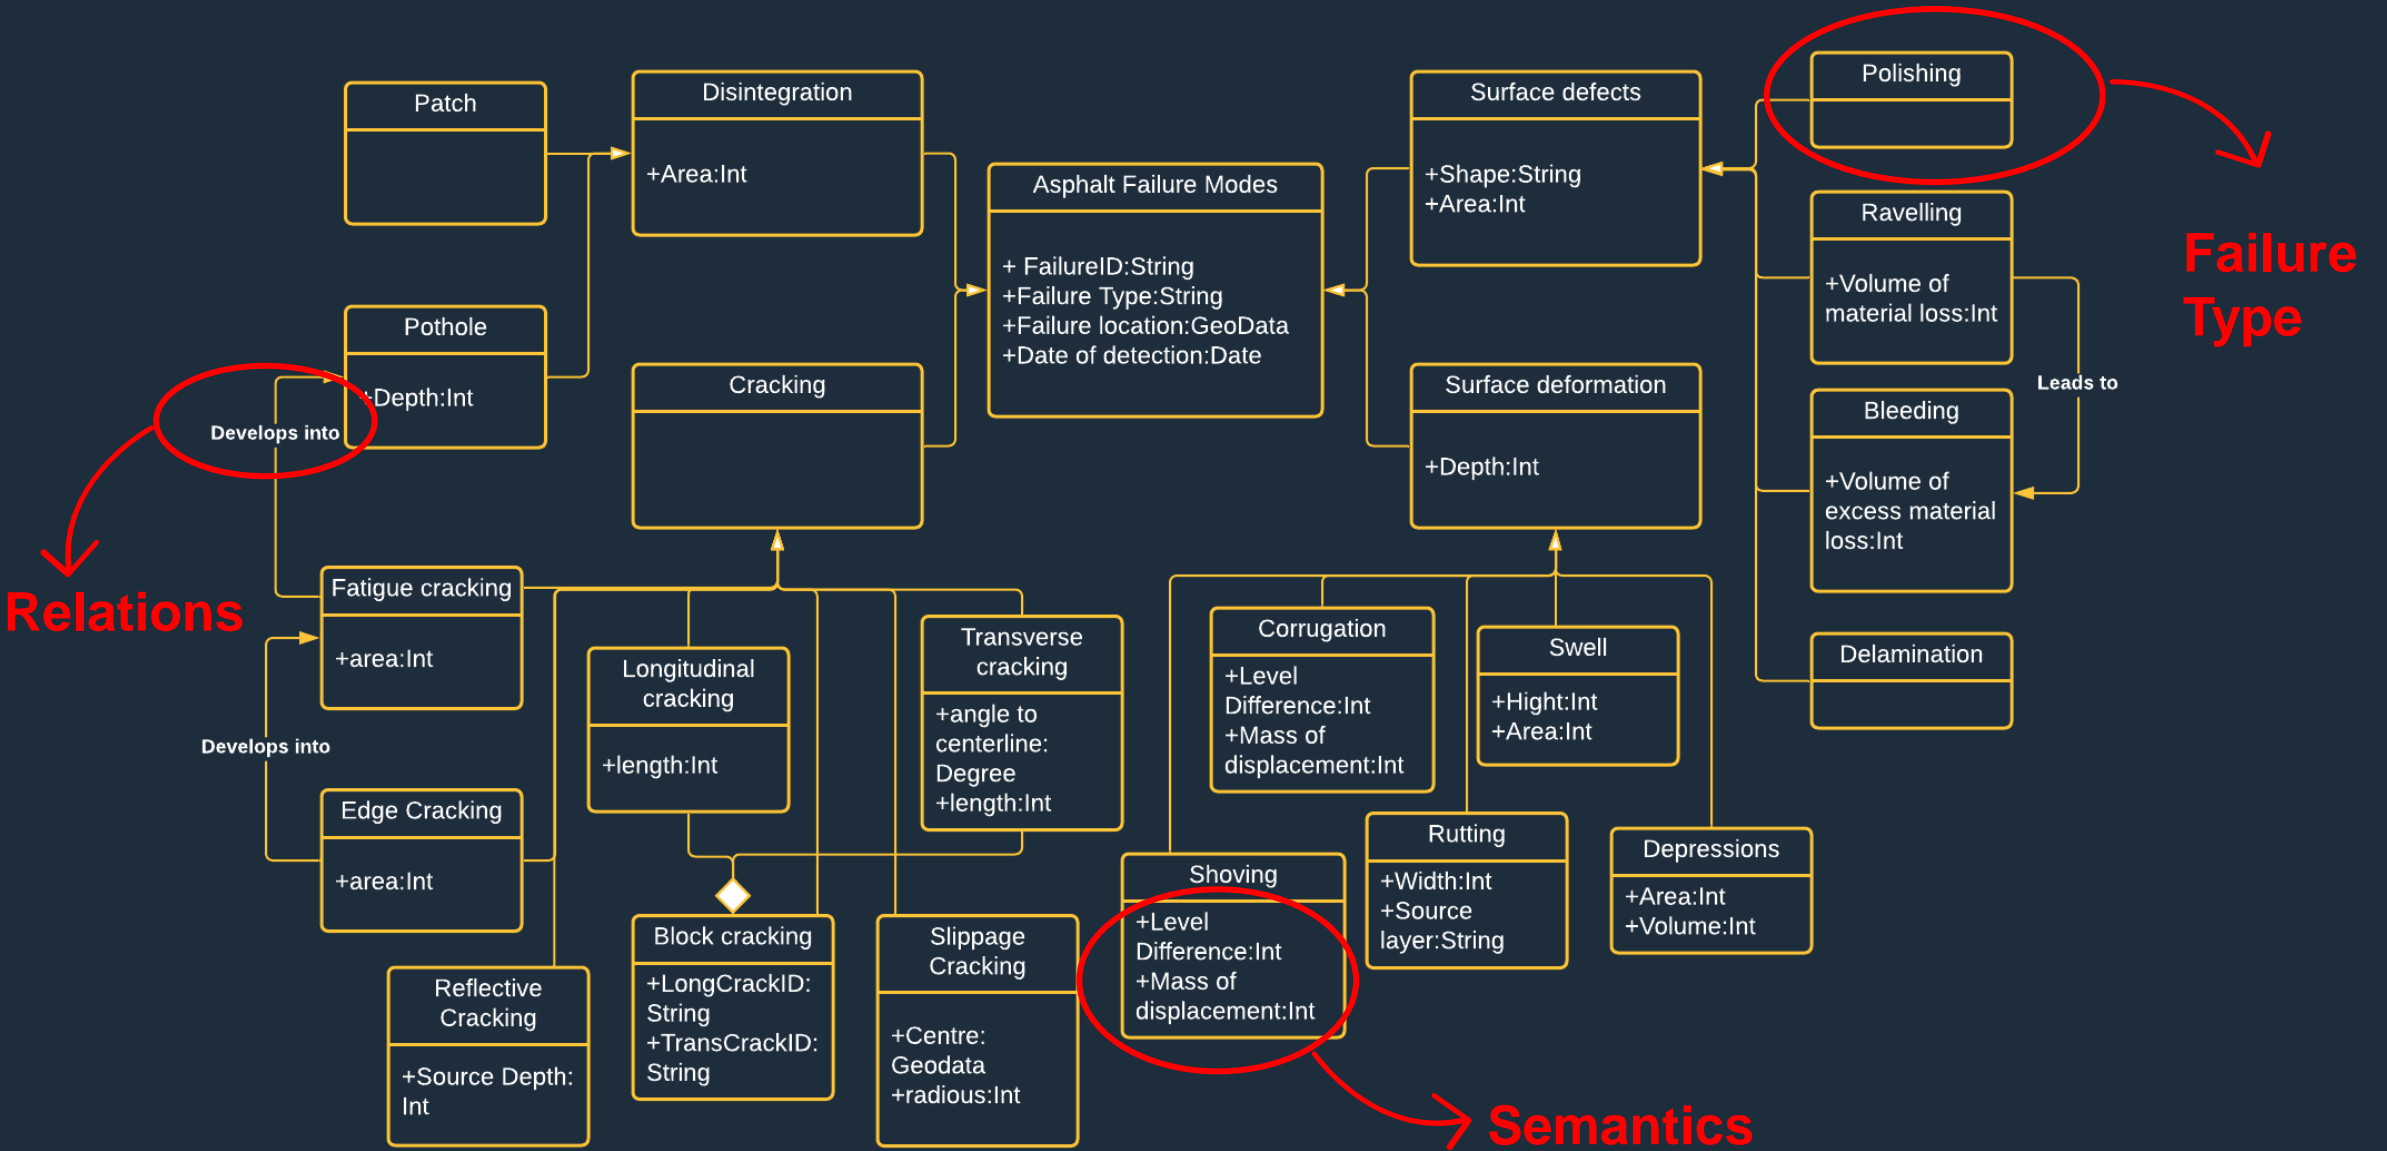 Patch
Disintegration
+Area:Int
Asphalt Failure Modes
+ FailureID:String
+Failure Type:String
+Failure location:GeoData
+Date of detection:Date
Surface defects
+Shape:String
+Area:Int
Polishing
Failure
Type
Ravelling
+Volume of
material loss:Int
Leads to
Pothole
+Depth:Int
Develops into
Cracking
Surface deformation
+Depth:Int
Bleeding
+Volume of
excess material
loss:Int
Relations
Fatigue cracking
+area:Int
Develops into
Edge Cracking
+area:Int
Longitudinal
cracking
+length:Int
Transverse
cracking
+angle to
centerline:
Degree
+length:Int
Corrugation
+Level
Difference:Int
+Mass of
displacement:Int
Swell
+Hight:Int
+Area:Int
Delamination
Reflective
Cracking
+Source Depth:
Int
Block cracking
+LongCrackID:
String
+TransCrackID:
String
Slippage
Cracking
+Centre:
Geodata
+radious:Int
Shoving
+Level
Difference:Int
+Mass of
displacement:Int
Rutting
+Width:Int
+Source
layer:String
Depressions
+Area:Int
+Volume:Int
Semantics